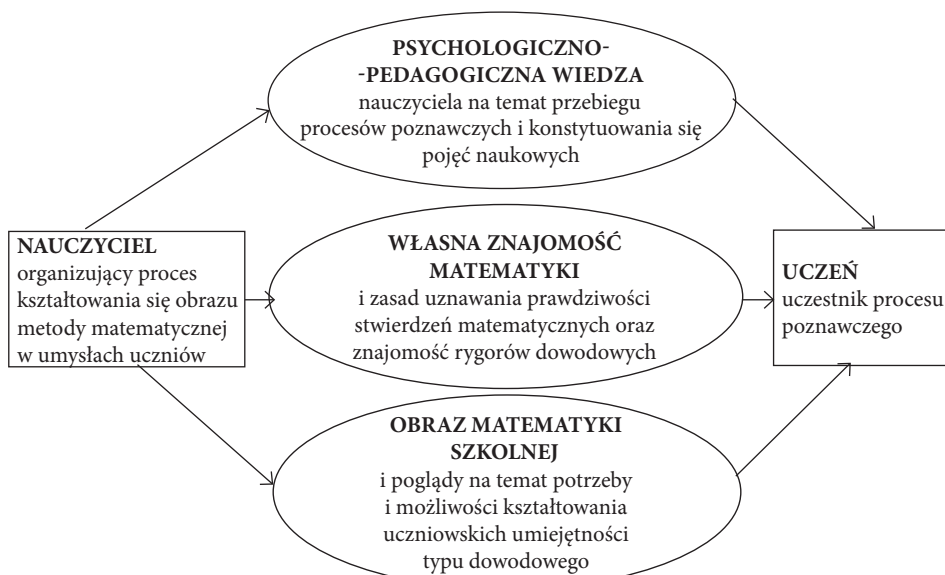 PSYCHOLOGICZNO-
-PEDAGOGICZNA WIEDZA
nauczyciela na temat przebiegu
procesów poznawczych i konstytuowania się
pojęć naukowych
NAUCZYCIEL
organizujący proces
kształtowania się obrazu
metody matematycznej
w umysłach uczniów
WŁASNA ZNAJOMOŚĆ
MATEMATYKI
i zasad uznawania prawdziwości
stwierdzeń matematycznych oraz
znajomość rygorów dowodowych
UCZEŃ
uczestnik procesu
poznawczego
OBRAZ MATEMATYKI
SZKOLNEJ
i poglądy na temat potrzeby
i możliwości kształtowania
uczniowskich umiejętności
typu dowodowego